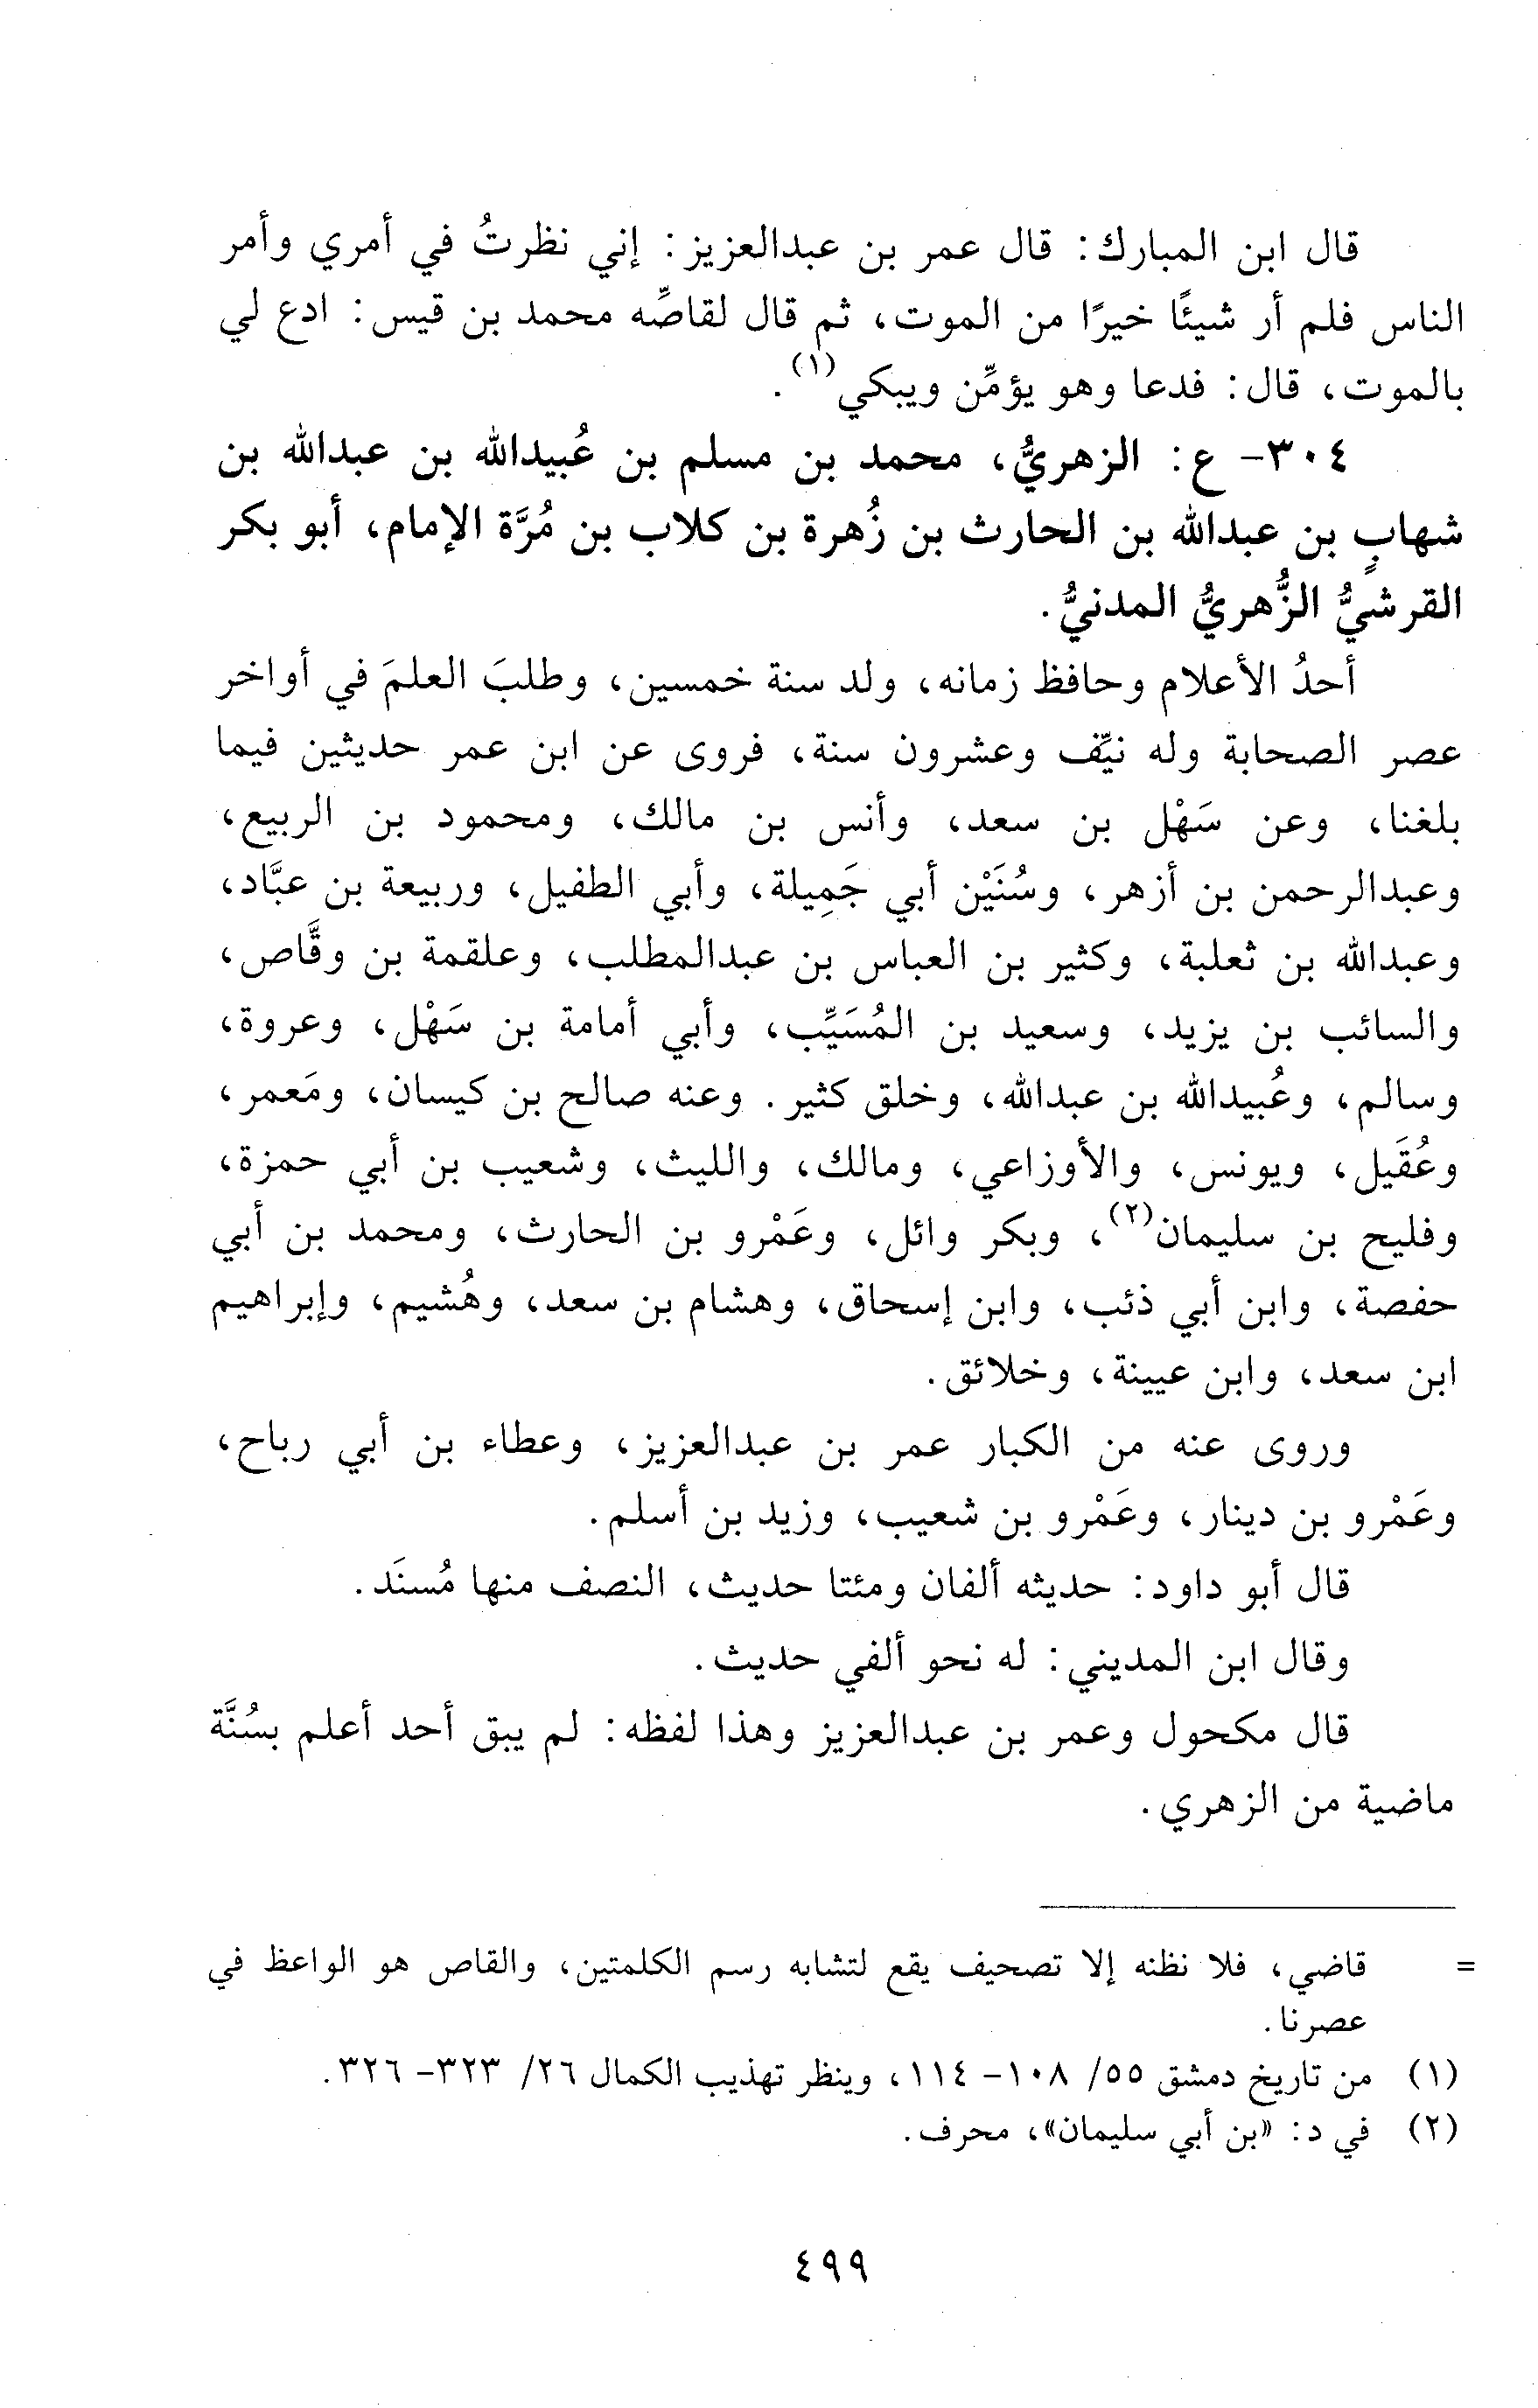 قال ابن المبارك: قال عمر بن عبدالعزيز: إني نظرتُ في أمري وأمر
الناس فلم أر شيئًا خيرًا من الموت، ثم قال لقاصِّه محمد بن قيس: ادع لي
بالموت، قال: فدعا وهو يؤمِّن ويبكي(١).
٣٠٤- ع: الزهريُّ، محمد بن مسلم بن عُبيدالله بن عبدالله بن
شهابٍ بن عبدالله بن الحارث بن زُهرة بن كلاب بن مُرَّة الإمام، أبو بكر
القرشيُّ الزُّهريُّ المدنيُّ.
أحدُ الأعلام وحافظ زمانه، ولد سنة خمسين، وطلبَ العلمَ في أواخر
عصر الصحابة وله نيِّف وعشرون سنة، فروى عن ابن عمر حديثين فيما
بلغنا، وعن سَهْل بن سعد، وأنس بن مالك، ومحمود بن الربيع،
وعبدالرحمن بن أزهر، وسُنَيْن أبي جَمِيلة، وأبي الطفيل، وربيعة بن عبَّاد،
وعبدالله بن ثعلبة، وكثير بن العباس بن عبدالمطلب، وعلقمة بن وقَّاص،
والسائب بن يزيد، وسعيد بن المُسَيِّب، وأبي أمامة بن سَهْل، وعروة،
وسالم، وعُبيدالله بن عبدالله، وخلق كثير. وعنه صالح بن كيسان، ومَعمر،
وعُقَيل، ويونس، والأوزاعي، ومالك، والليث، وشعيب بن أبي حمزة،
وفليح بن سليمان(٢)، وبكر وائل، وعَمْرو بن الحارث، ومحمد بن أبي
حفصة، وابن أبي ذئب، وابن إسحاق، وهشام بن سعد، وهُشيم، وإبراهيم
ابن سعد، وابن عيينة، وخلائق.
وروى عنه من الكبار عمر بن عبدالعزيز، وعطاء بن أبي رباح،
وعَمْرو بن دينار، وعَمْرو بن شعيب، وزيد بن أسلم.
قال أبو داود: حديثه ألفان ومئتا حديث، النصف منها مُسنَد.
وقال ابن المديني: له نحو ألفي حديث.
قال مكحول وعمر بن عبدالعزيز وهذا لفظه: لم يبق أحد أعلم بسُنَّة
ماضية من الزهري.
= قاضي، فلا نظنه إلا تصحيف يقع لتشابه رسم الكلمتين، والقاص هو الواعظ في
عصرنا.
(١) من تاريخ دمشق ٥٥/ ١٠٨- ١١٤، وينظر تهذيب الكمال ٢٦/ ٣٢٣- ٣٢٦.
(٢) في د: «بن أبي سليمان»، محرف.
٤٩٩